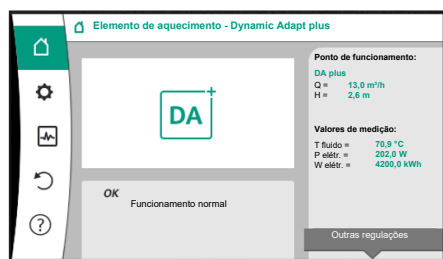 Elemento de aquecimento - Dynamic Adapt plus
DA+
OK
Funcionamento normal
Ponto de funcionamento:
DA plus
Q = 13,0 m³/h
H = 2,6 m
Valores de medição:
T fluido = 70,9 °C
P elétr. = 202,0 W
W elétr. = 4200,0 kWh
Outras regulações
?